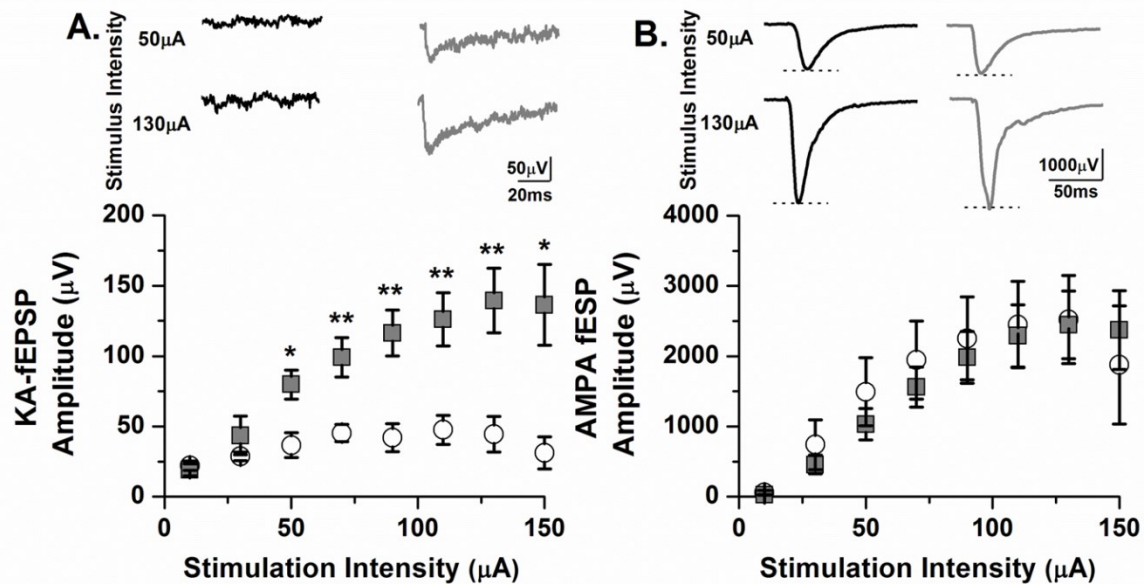 A.
Stimulus Intensity
50µA
130µA
50µV
20ms
KA-fEPSP
Amplitude (µV)
200
150
100
50
0
* ** ** ** ** *
0 50 100 150
Stimulation Intensity (µA)
B.
Stimulus Intensity
50µA
130µA
1000µV
50ms
AMPA fESP
Amplitude (µV)
4000
3000
2000
1000
0
0 50 100 150
Stimulation Intensity (µA)